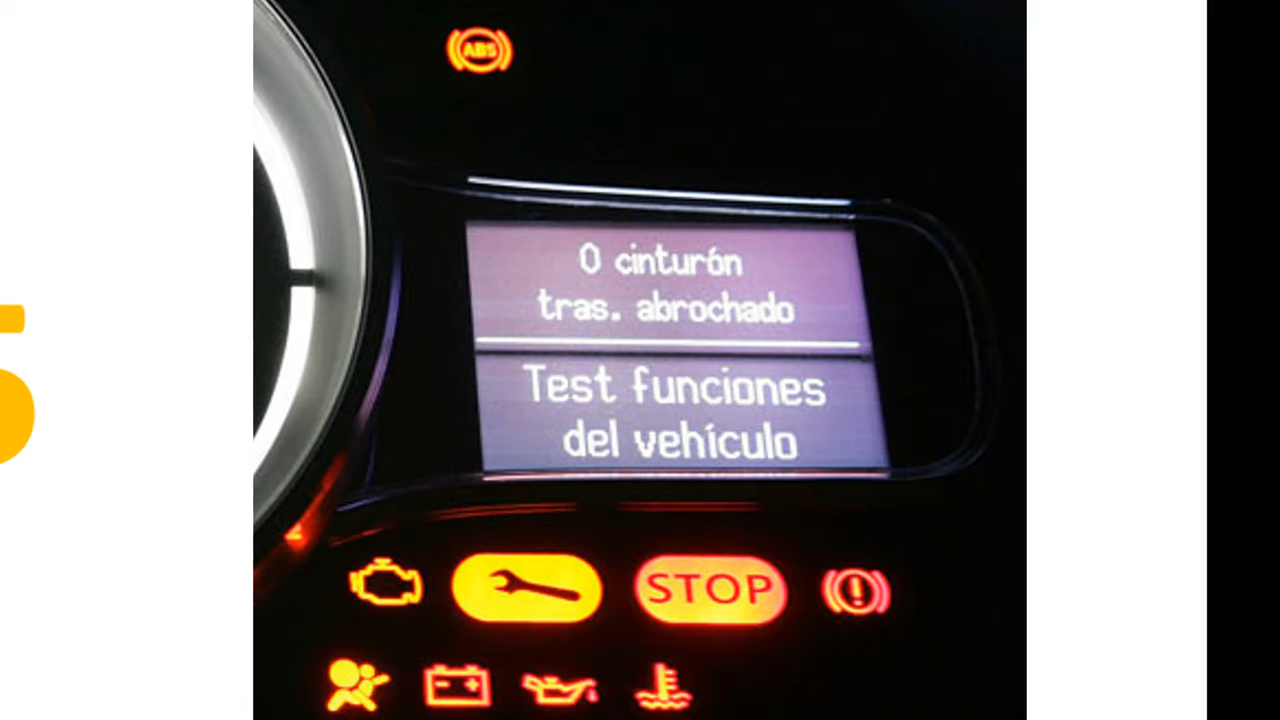 ABS
0 cinturón
tras. abrochado
Test funciones
del vehículo
STOP